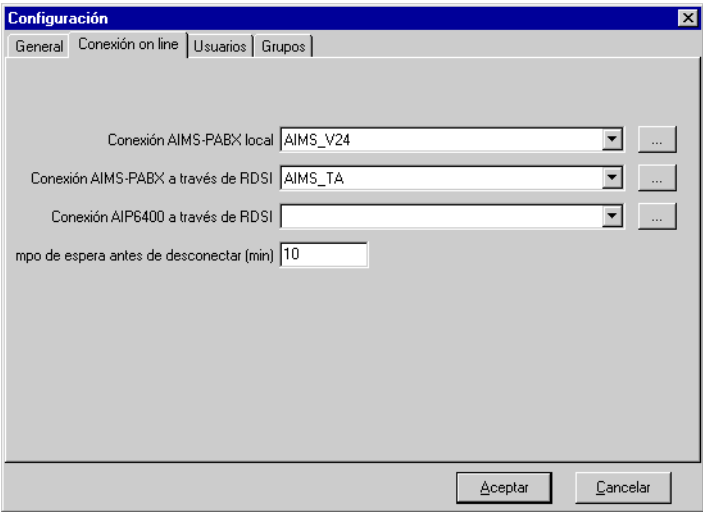 Configuración
General Conexión on line Usuarios Grupos
Conexión AIMS-PABX local AIMS_V24 ...
Conexión AIMS-PABX a través de RDSI AIMS_TA ...
Conexión AIP6400 a través de RDSI ...
mpo de espera antes de desconectar (min) 10
Aceptar Cancelar